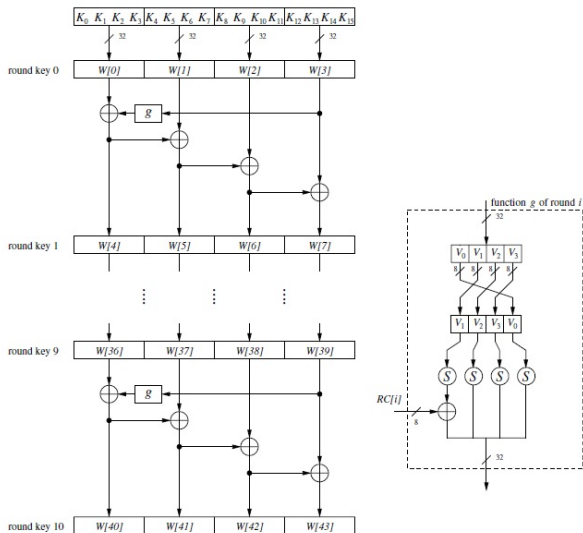 K0 K1 K2 K3 K4 K5 K6 K7 K8 K9 K10 K11 K12 K13 K14 K15
32 32 32 32
round key 0 W[0] W[1] W[2] W[3]
g
function g of round i
32
round key 1 W[4] W[5] W[6] W[7]
V0 V1 V2 V3
8 8 8 8
V1 V2 V3 V0
round key 9 W[36] W[37] W[38] W[39]
S S S S
g
RC[i]
8
32
round key 10 W[40] W[41] W[42] W[43]